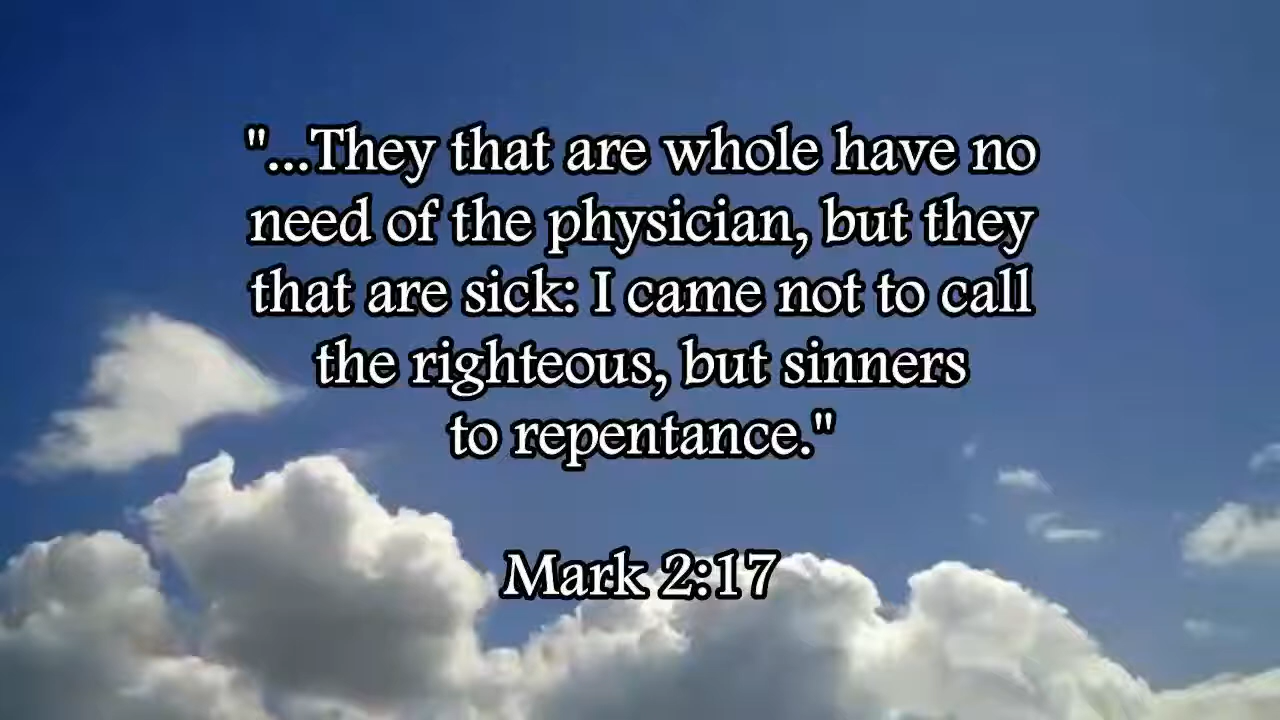 "...They that are whole have no
need of the physician, but they
that are sick: I came not to call
the righteous, but sinners
to repentance."
Mark 2:17